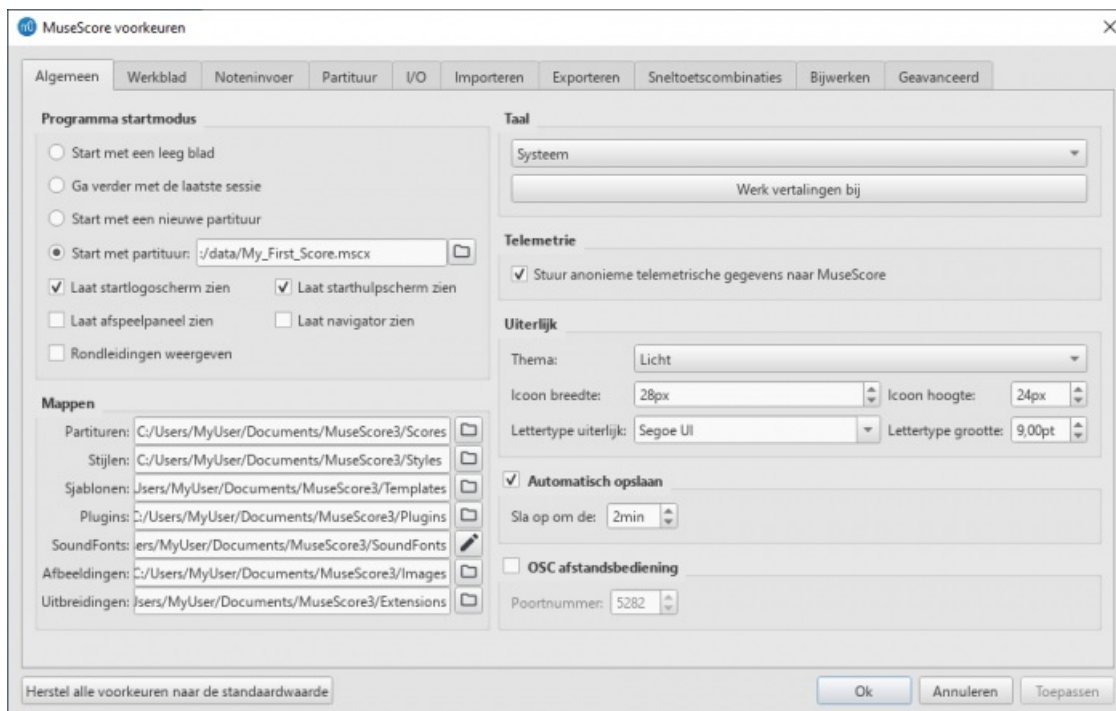 MuseScore voorkeuren
Algemeen Werkblad Noteninvoer Partituur I/O Importeren Exporteren Sneltoetscombinaties Bijwerken Geavanceerd
Programma startmodus
Start met een leeg blad
Ga verder met de laatste sessie
Start met een nieuwe partituur
Start met partituur: :/data/My_First_Score.mscx
Laat startlogoscherm zien Laat starthulpscherm zien
Laat afspeelpaneel zien Laat navigator zien
Rondleidingen weergeven
Mappen
Partituren: C:/Users/MyUser/Documents/MuseScore3/Scores
Stijlen: C:/Users/MyUser/Documents/MuseScore3/Styles
Sjablonen: Jsers/MyUser/Documents/MuseScore3/Templates
Plugins: C:/Users/MyUser/Documents/MuseScore3/Plugins
SoundFonts: ers/MyUser/Documents/MuseScore3/SoundFonts
Afbeeldingen: C:/Users/MyUser/Documents/MuseScore3/Images
Uitbreidingen: Jsers/MyUser/Documents/MuseScore3/Extensions
Taal
Systeem
Werk vertalingen bij
Telemetrie
Stuur anonieme telemetrische gegevens naar MuseScore
Uiterlijk
Thema: Licht
Icoon breedte: 28px Icoon hoogte: 24px
Lettertype uiterlijk: Segoe UI Lettertype grootte: 9,00pt
Automatisch opslaan
Sla op om de: 2min
OSC afstandsbediening
Poortnummer: 5282
Herstel alle voorkeuren naar de standaardwaarde Ok Annuleren Toepassen